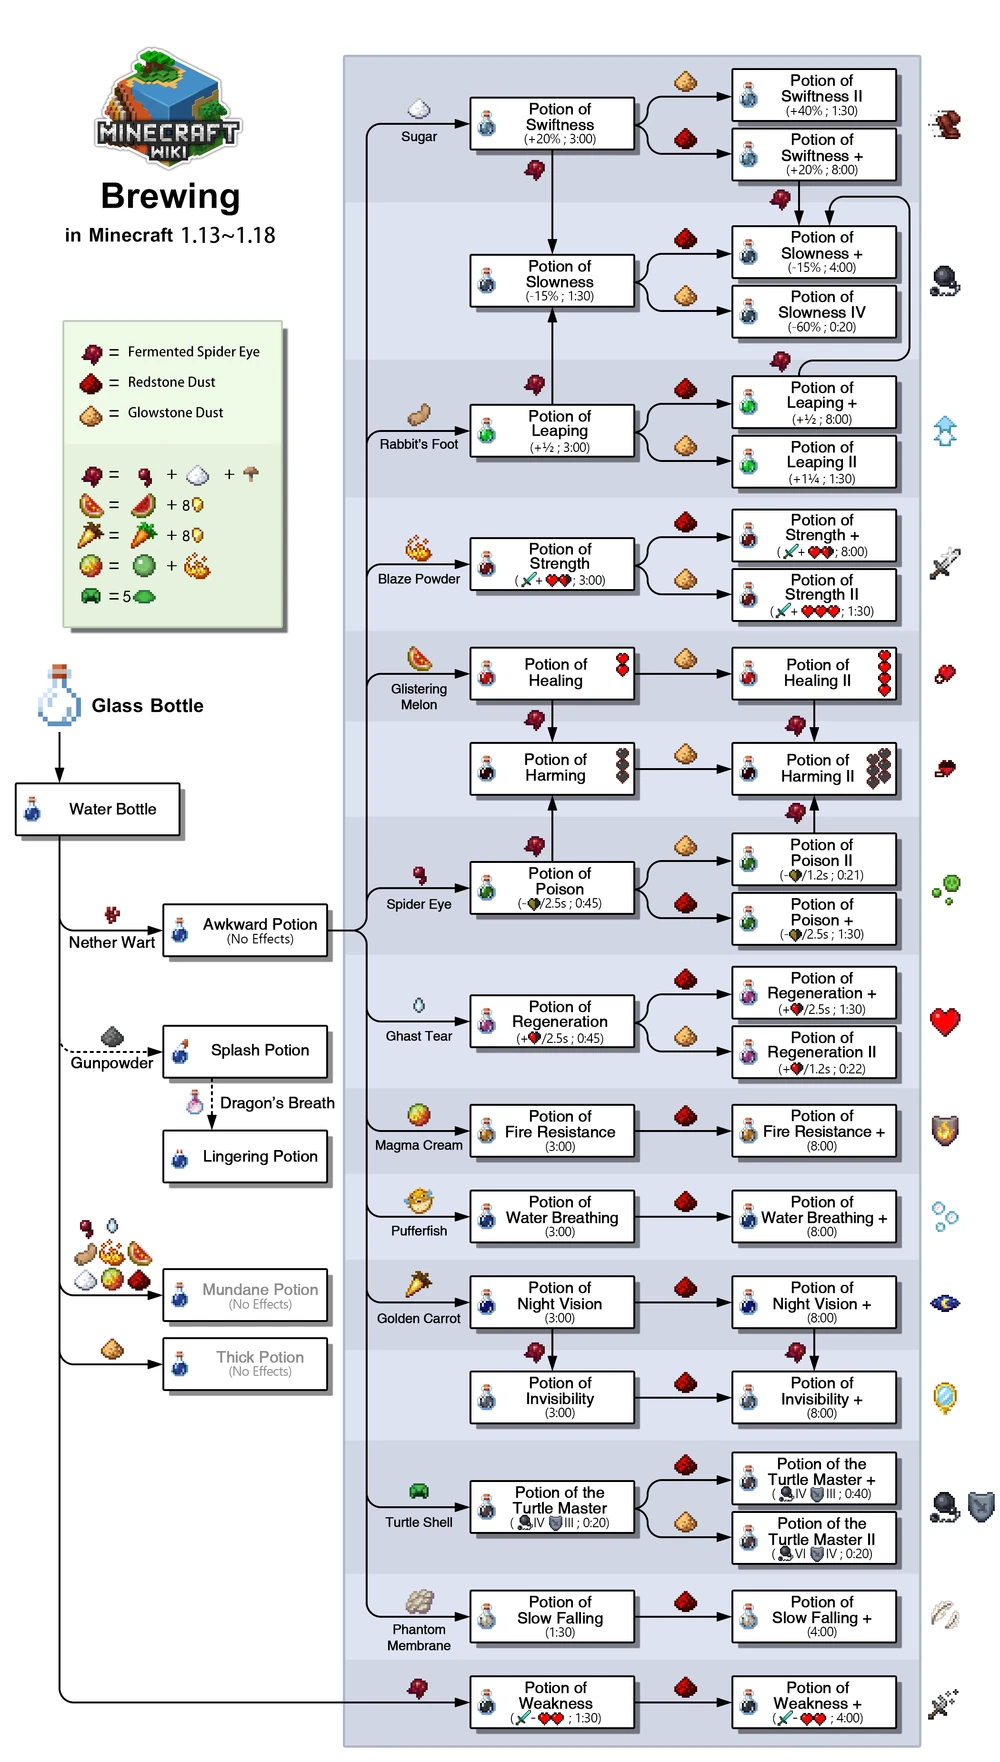 MINECRAFT
WIKI
Brewing
in Minecraft 1.13~1.18
= Fermented Spider Eye
= Redstone Dust
= Glowstone Dust
= + +
= + 8
= + 8
= +
= 5
Glass Bottle
Water Bottle
Nether Wart
Awkward Potion
(No Effects)
Gunpowder
Splash Potion
Dragon's Breath
Lingering Potion
Mundane Potion
(No Effects)
Thick Potion
(No Effects)
Sugar
Potion of
Swiftness
(+20% ; 3:00)
Potion of
Swiftness II
(+40% ; 1:30)
Potion of
Swiftness +
(+20% ; 8:00)
Potion of
Slowness
(-15% ; 1:30)
Potion of
Slowness +
(-15% ; 4:00)
Potion of
Slowness IV
(-60% ; 0:20)
Rabbit's Foot
Potion of
Leaping
(+½ ; 3:00)
Potion of
Leaping +
(+½ ; 8:00)
Potion of
Leaping II
(+1¼ ; 1:30)
Blaze Powder
Potion of
Strength
( + ; 3:00)
Potion of
Strength +
( + ; 8:00)
Potion of
Strength II
( + ; 1:30)
Glistering
Melon
Potion of
Healing
Potion of
Healing II
Potion of
Harming
Potion of
Harming II
Spider Eye
Potion of
Poison
(- /2.5s ; 0:45)
Potion of
Poison II
(- /1.2s ; 0:21)
Potion of
Poison +
(- /2.5s ; 1:30)
Ghast Tear
Potion of
Regeneration
(+ /2.5s ; 0:45)
Potion of
Regeneration +
(+ /2.5s ; 1:30)
Potion of
Regeneration II
(+ /1.2s ; 0:22)
Magma Cream
Potion of
Fire Resistance
(3:00)
Potion of
Fire Resistance +
(8:00)
Pufferfish
Potion of
Water Breathing
(3:00)
Potion of
Water Breathing +
(8:00)
Golden Carrot
Potion of
Night Vision
(3:00)
Potion of
Night Vision +
(8:00)
Potion of
Invisibility
(3:00)
Potion of
Invisibility +
(8:00)
Turtle Shell
Potion of the
Turtle Master
( IV III ; 0:20)
Potion of the
Turtle Master +
( IV III ; 0:40)
Potion of the
Turtle Master II
( VI IV ; 0:20)
Phantom
Membrane
Potion of
Slow Falling
(1:30)
Potion of
Slow Falling +
(4:00)
Potion of
Weakness
( - ; 1:30)
Potion of
Weakness +
( - ; 4:00)